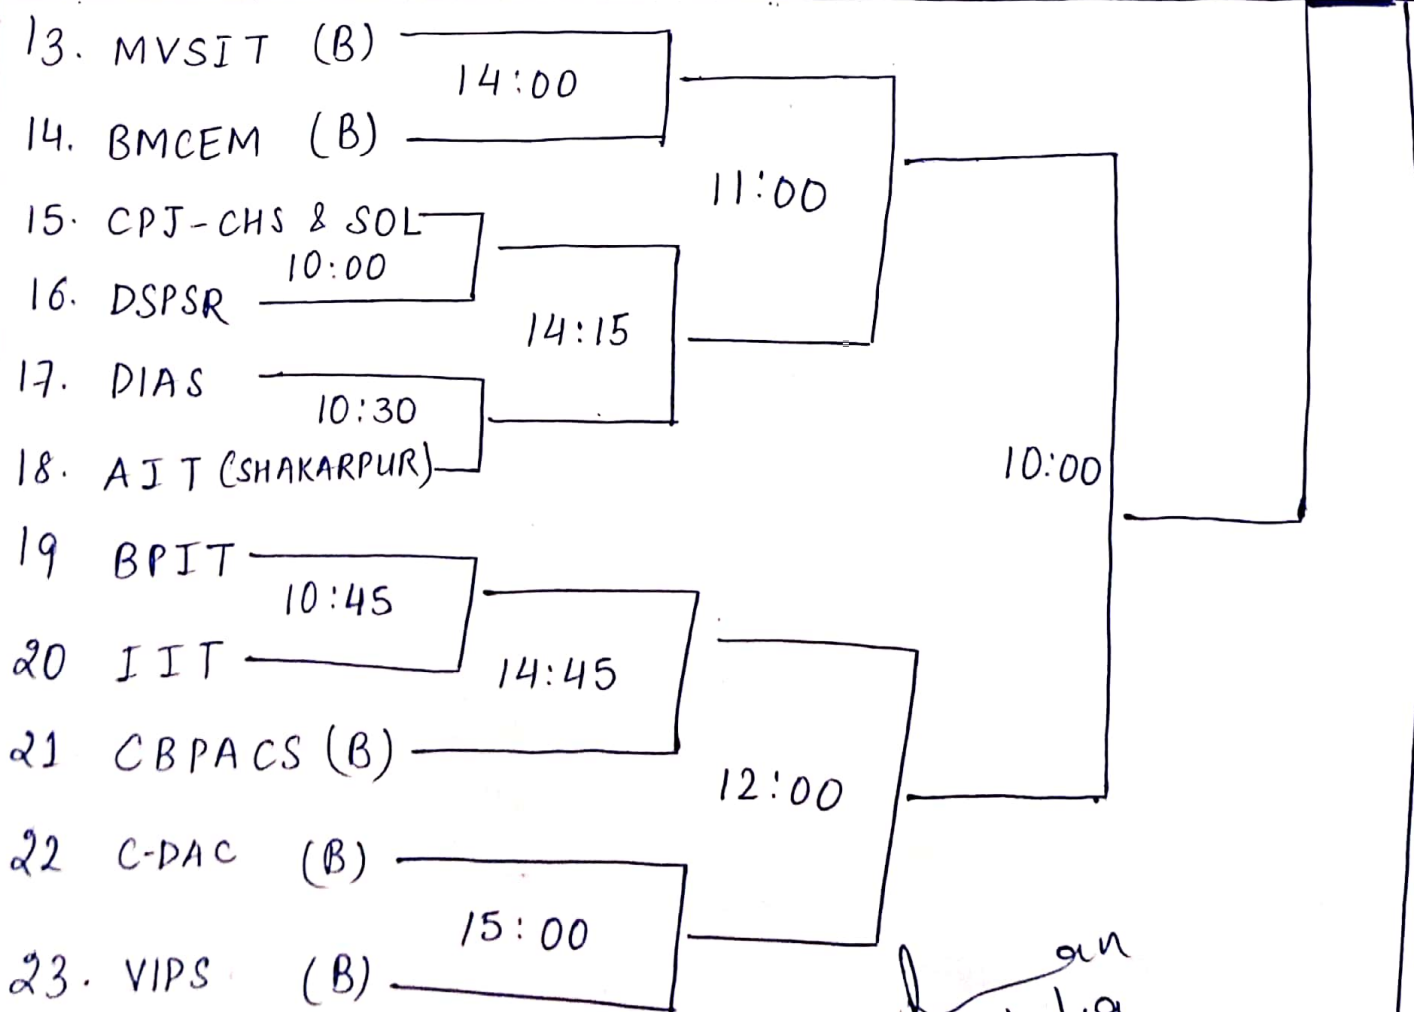 13. MVSIT (B)
14:00
14. BMCEM (B)
11:00
15. CPJ-CHS & SOL
10:00
16. DSPSR
14:15
17. DIAS
10:30
18. AIT (SHAKARPUR)
10:00
19 BPIT
10:45
20 IIT
14:45
21 CBPACS (B)
12:00
22 C-DAC (B)
15:00
23. VIPS (B)